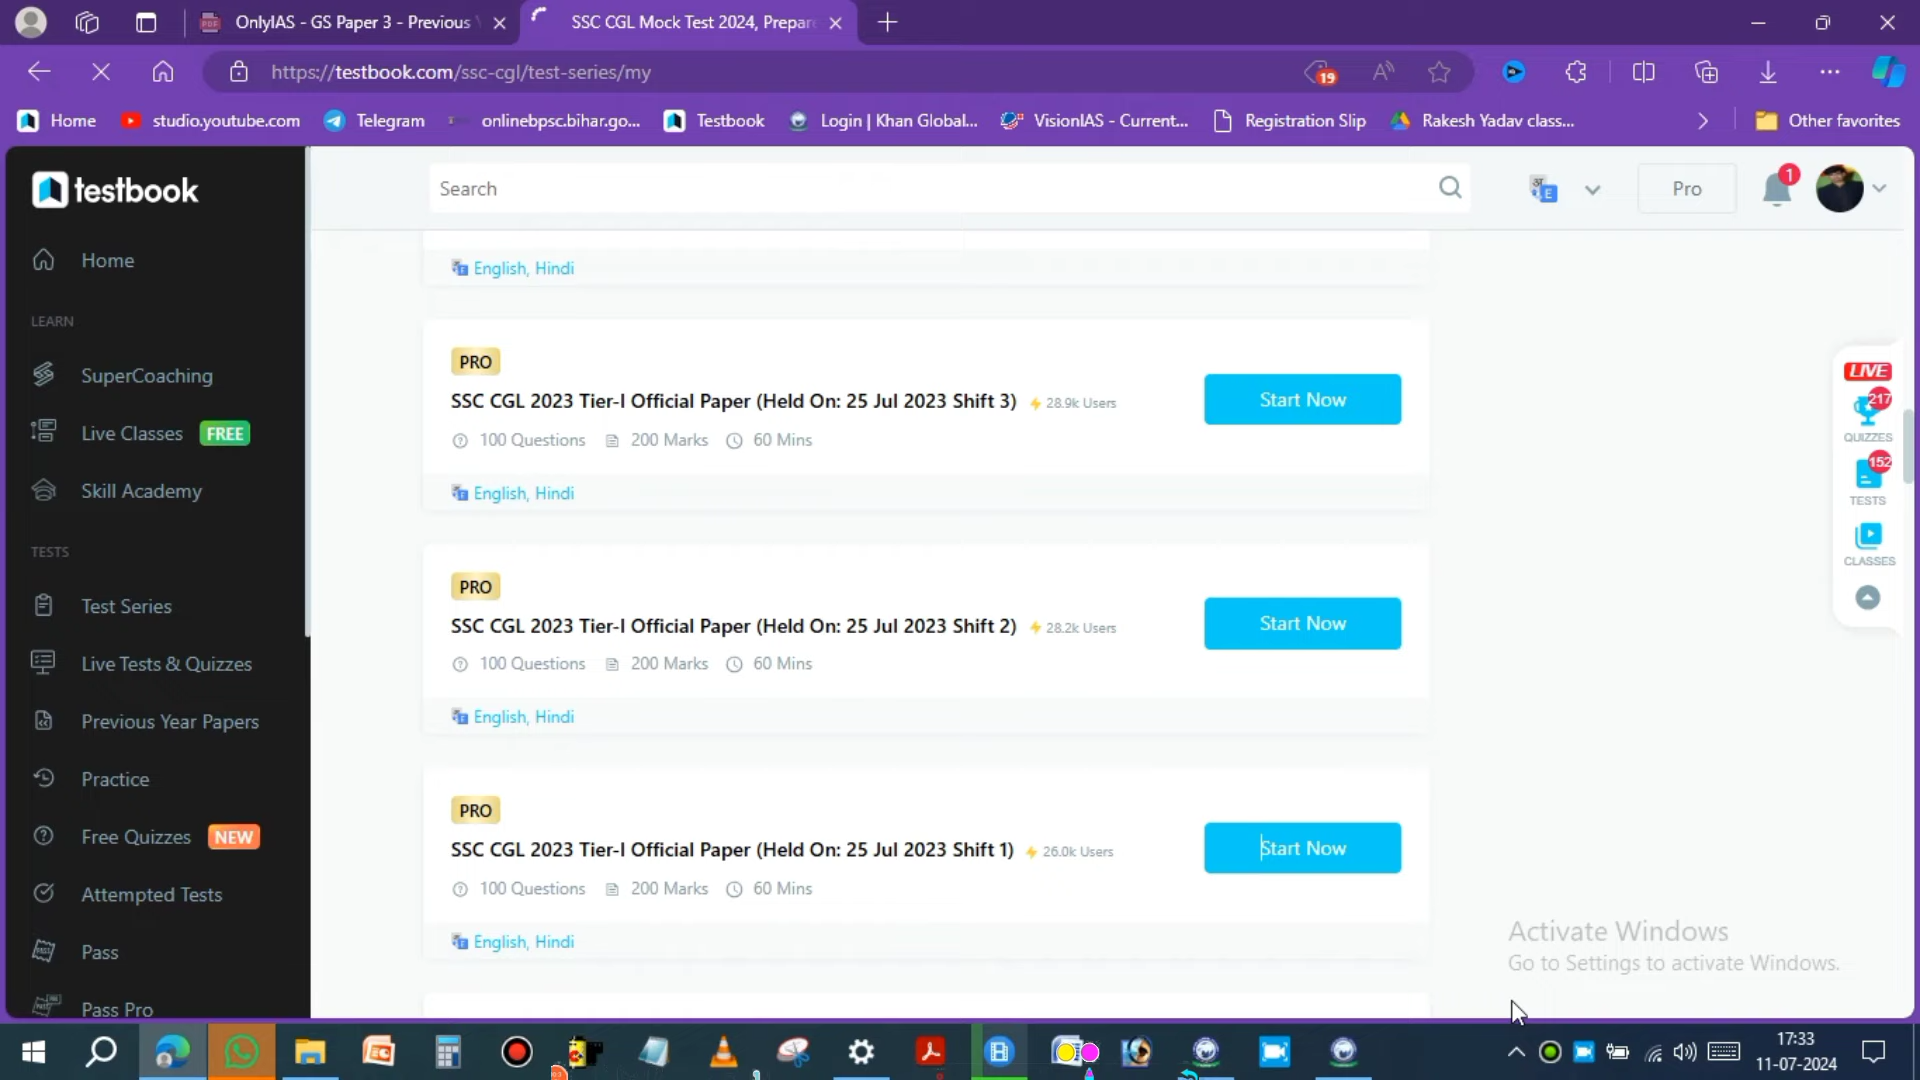 OnlyIAS - GS Paper 3 - Previous
SSC CGL Mock Test 2024, Prepar
https://testbook.com/ssc-cgl/test-series/my
19
Home
studio.youtube.com
Telegram
onlinebpsc.bihar.go...
Testbook
Login | Khan Global...
VisionIAS - Current...
Registration Slip
Rakesh Yadav class...
Other favorites
testbook
Search
Pro
1
Home
LEARN
SuperCoaching
Live Classes FREE
Skill Academy
TESTS
Test Series
Live Tests & Quizzes
Previous Year Papers
Practice
Free Quizzes NEW
Attempted Tests
Pass
Pass Pro
English, Hindi
PRO
SSC CGL 2023 Tier-I Official Paper (Held On: 25 Jul 2023 Shift 3) 28.9k Users
Start Now
100 Questions 200 Marks 60 Mins
English, Hindi
PRO
SSC CGL 2023 Tier-I Official Paper (Held On: 25 Jul 2023 Shift 2) 28.2k Users
Start Now
100 Questions 200 Marks 60 Mins
English, Hindi
PRO
SSC CGL 2023 Tier-I Official Paper (Held On: 25 Jul 2023 Shift 1) 26.0k Users
Start Now
100 Questions 200 Marks 60 Mins
English, Hindi
LIVE
217
QUIZZES
152
TESTS
CLASSES
Activate Windows
Go to Settings to activate Windows.
17:33
11-07-2024